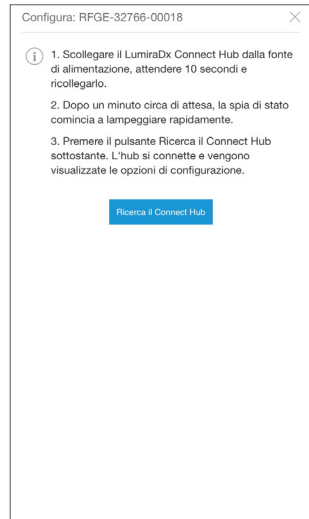 Configura: RFGE-32766-00018
1. Scollegare il LumiraDx Connect Hub dalla fonte
di alimentazione, attendere 10 secondi e
ricollegarlo.
2. Dopo un minuto circa di attesa, la spia di stato
comincia a lampeggiare rapidamente.
3. Premere il pulsante Ricerca il Connect Hub
sottostante. L'hub si connette e vengono
visualizzate le opzioni di configurazione.
Ricerca il Connect Hub